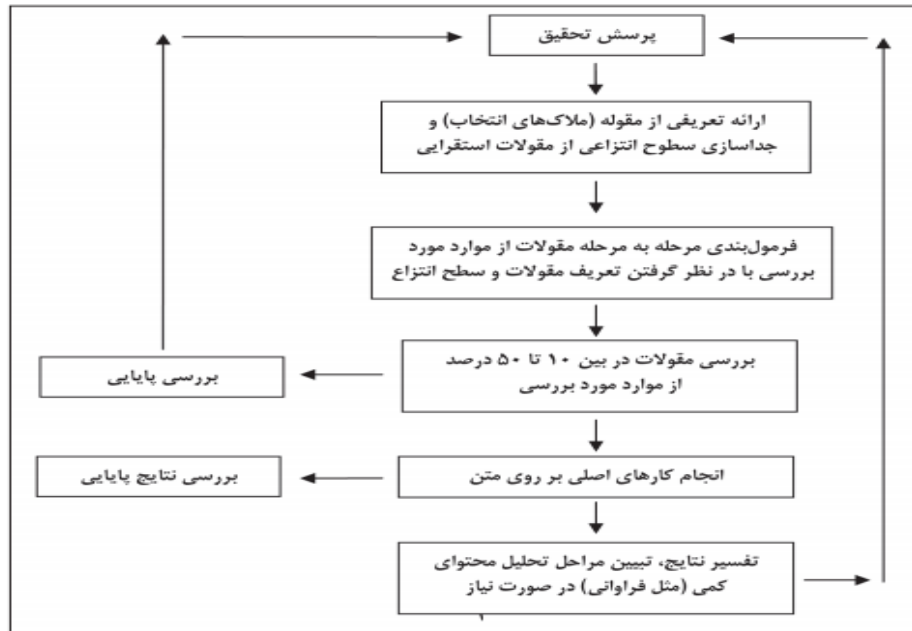 پرسش تحقیق
ارائه تعریفی از مقوله (ملاک‌های انتخاب) و
جداسازی سطوح انتزاعی از مقولات استقرایی
فرمول‌بندی مرحله به مرحله مقولات از موارد مورد
بررسی با در نظر گرفتن تعریف مقولات و سطح انتزاع
بررسی مقولات در بین ۱۰ تا ۵۰ درصد
از موارد مورد بررسی
بررسی پایایی
انجام کارهای اصلی بر روی متن
بررسی نتایج پایایی
تفسیر نتایج، تبیین مراحل تحلیل محتوای
کمی (مثل فراوانی) در صورت نیاز